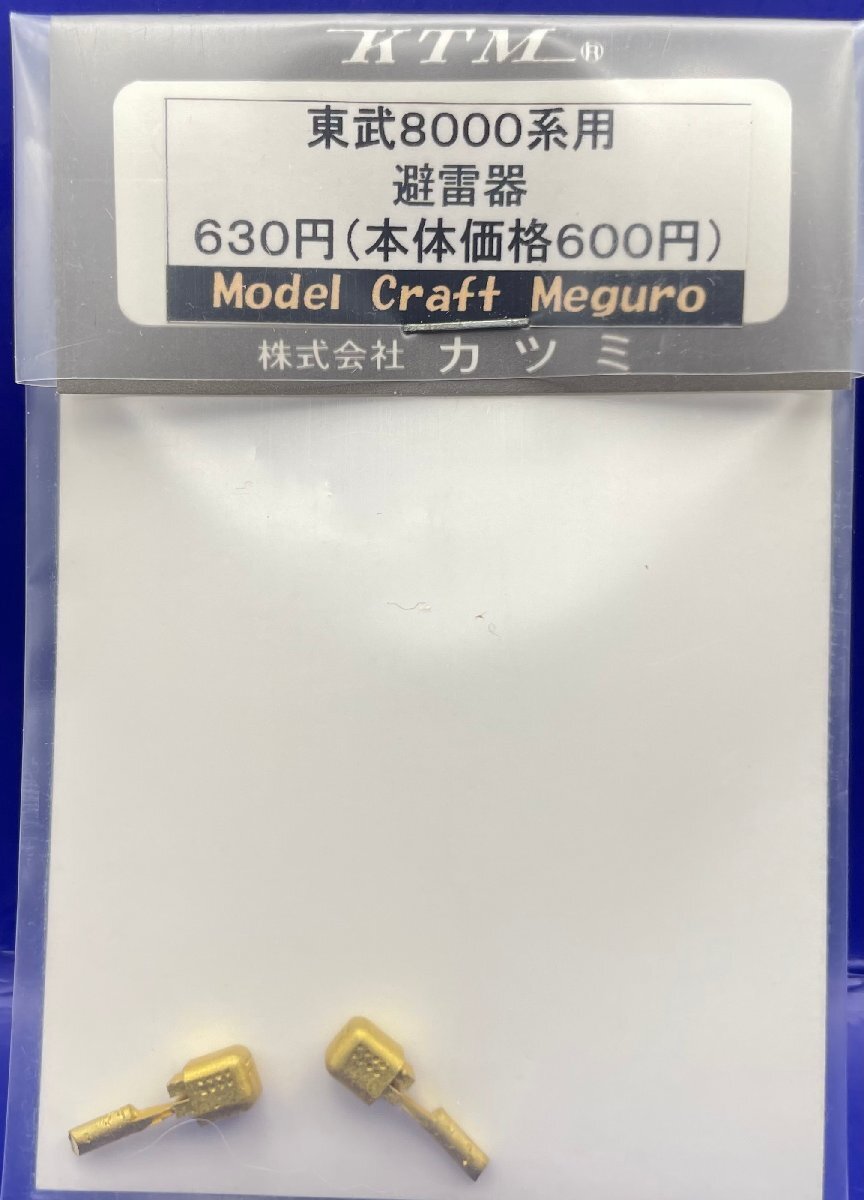 KTM®
東武8000系用
避雷器
630円(本体価格600円)
Model Craft Meguro
株式会社 カツミ